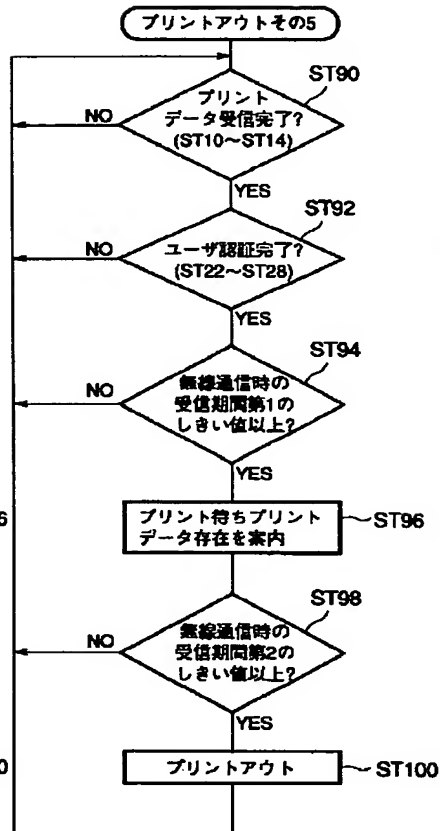 プリントアウトその5
ST90
プリント
データ受信完了?
(ST10～ST14)
NO
YES
ST92
ユーザ認証完了?
(ST22～ST28)
NO
YES
ST94
無線通信時の
受信期間第1の
しきい値以上?
NO
YES
6
プリント待ちプリント
データ存在を案内
ST96
ST98
無線通信時の
受信期間第2の
しきい値以上?
NO
YES
0
プリントアウト
ST100